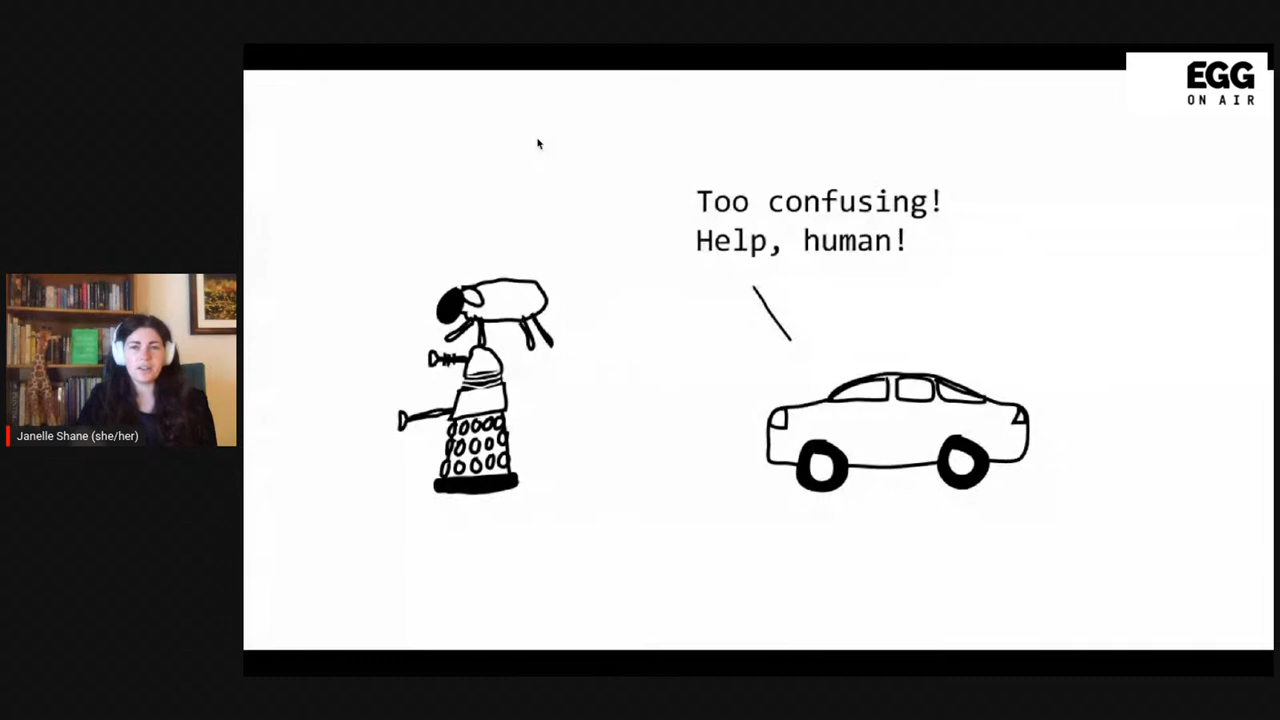 EGG
ON AIR
Too confusing!
Help, human!
Janelle Shane (she/her)